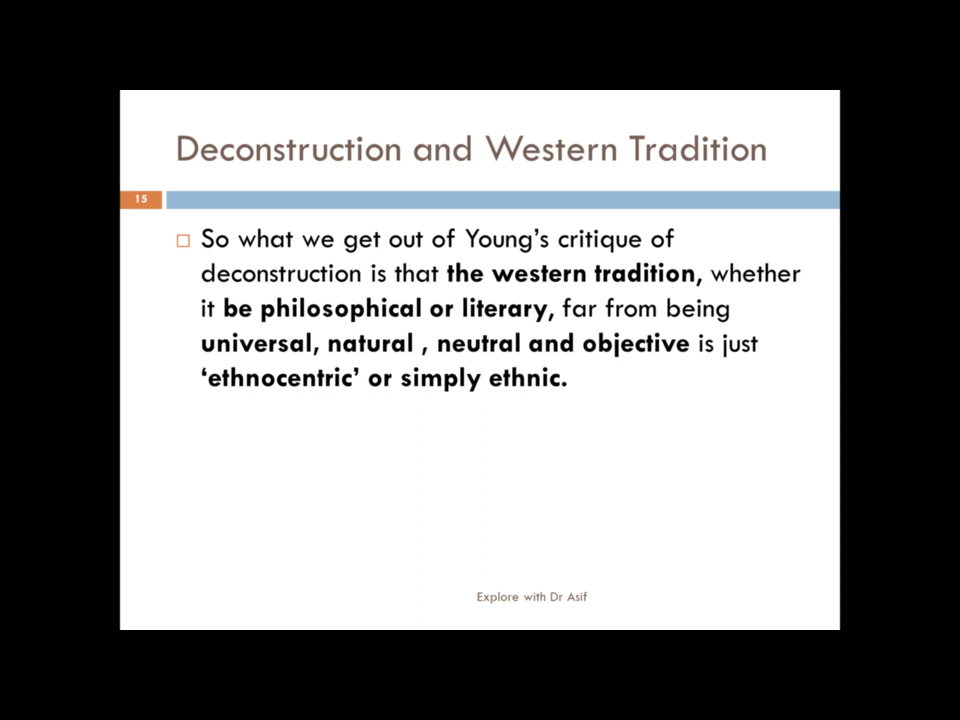 Deconstruction and Western Tradition
15
So what we get out of Young's critique of
deconstruction is that the western tradition, whether
it be philosophical or literary, far from being
universal, natural , neutral and objective is just
‘ethnocentric’ or simply ethnic.
Explore with Dr Asif